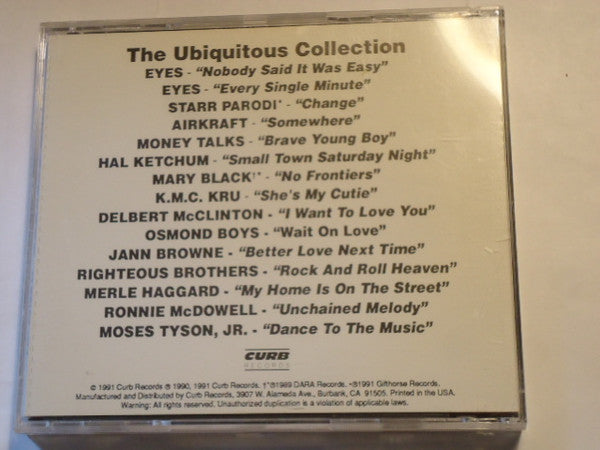 The Ubiquitous Collection
EYES - “Nobody Said It Was Easy”
EYES - “Every Single Minute”
STARR PARODI* - “Change”
AIRKRAFT - “Somewhere”
MONEY TALKS - “Brave Young Boy”
HAL KETCHUM - “Small Town Saturday Night”
MARY BLACK†* - “No Frontiers”
K.M.C. KRU - “She's My Cutie”
DELBERT McCLINTON - “I Want To Love You”
OSMOND BOYS - “Wait On Love”
JANN BROWNE - “Better Love Next Time”
RIGHTEOUS BROTHERS - “Rock And Roll Heaven”
MERLE HAGGARD - “My Home Is On The Street”
RONNIE McDOWELL - “Unchained Melody”
MOSES TYSON, JR. - “Dance To The Music”
CURB
RECORDS
© 1991 Curb Records ℗ 1990, 1991 Curb Records. †*℗1989 DARA Records. *℗1991 Gifthorse Records.
Manufactured and Distributed by Curb Records, 3907 W. Alameda Ave., Burbank, CA 91505. Printed in the USA.
Warning: All rights reserved. Unauthorized duplication is a violation of applicable laws.